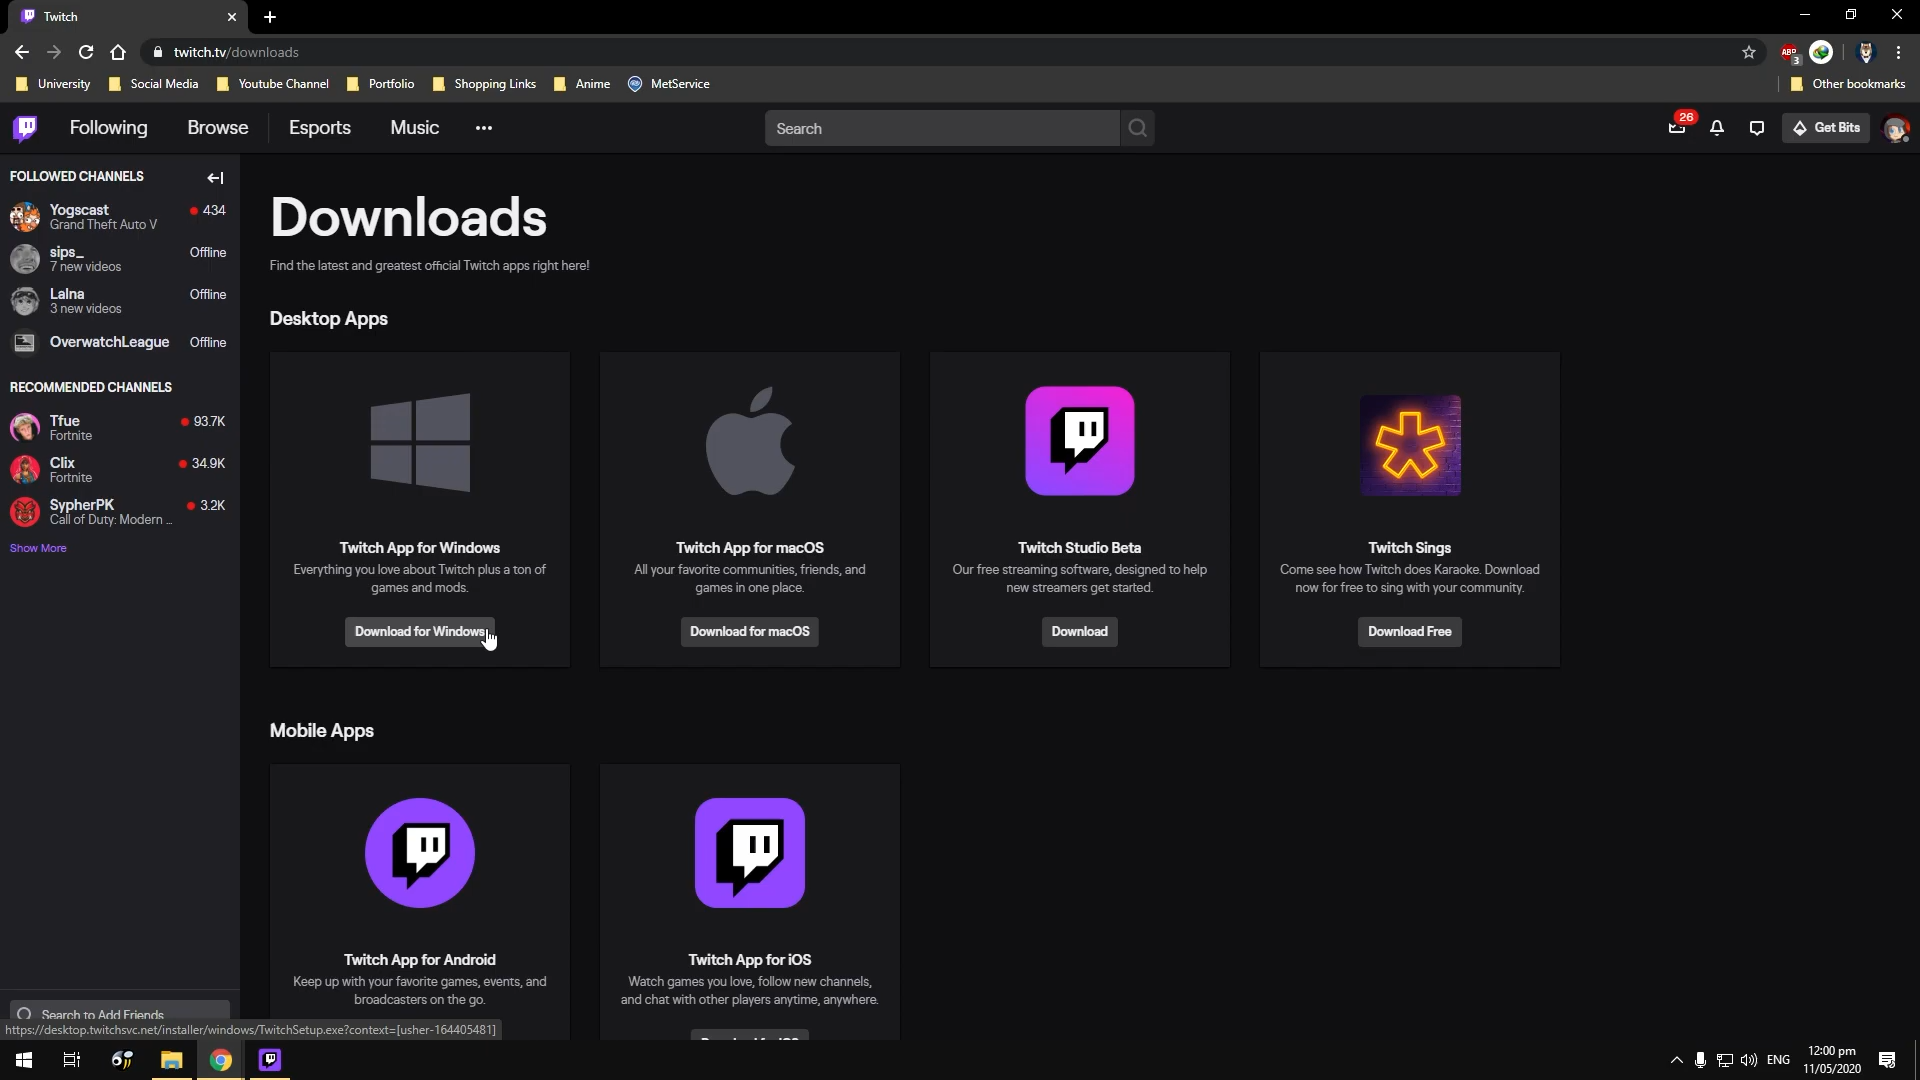 Twitch
twitch.tv/downloads
ABP
3
University
Social Media
Youtube Channel
Portfolio
Shopping Links
Anime
MetService
Other bookmarks
Following
Browse
Esports
Music
Search
26
Get Bits
FOLLOWED CHANNELS
Yogscast
434
Grand Theft Auto V
sips_
Offline
7 new videos
Lalna
Offline
3 new videos
OverwatchLeague
Offline
RECOMMENDED CHANNELS
Tfue
93.7K
Fortnite
Clix
34.9K
Fortnite
SypherPK
3.2K
Call of Duty: Modern ...
Show More
Search to Add Friends
Downloads
Find the latest and greatest official Twitch apps right here!
Desktop Apps
Twitch App for Windows
Everything you love about Twitch plus a ton of
games and mods.
Download for Windows
Twitch App for macOS
All your favorite communities, friends, and
games in one place.
Download for macOS
Twitch Studio Beta
Our free streaming software, designed to help
new streamers get started.
Download
Twitch Sings
Come see how Twitch does Karaoke. Download
now for free to sing with your community.
Download Free
Mobile Apps
Twitch App for Android
Keep up with your favorite games, events, and
broadcasters on the go.
Twitch App for iOS
Watch games you love, follow new channels,
and chat with other players anytime, anywhere.
Download for iOS
https://desktop.twitchsvc.net/installer/windows/TwitchSetup.exe?context=[usher-164405481]
ENG
12:00 pm
11/05/2020